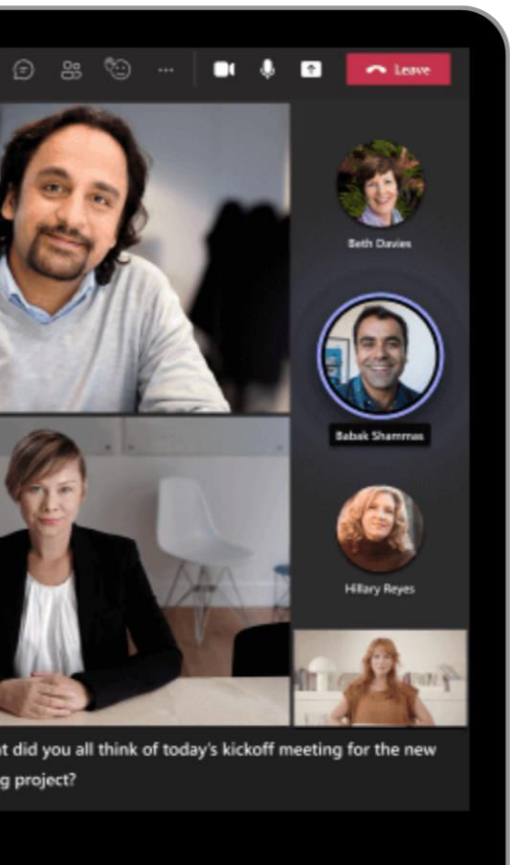 Leave
Beth Davies
Babak Shammas
Hillary Reyes
did you all think of today's kickoff meeting for the new
project?